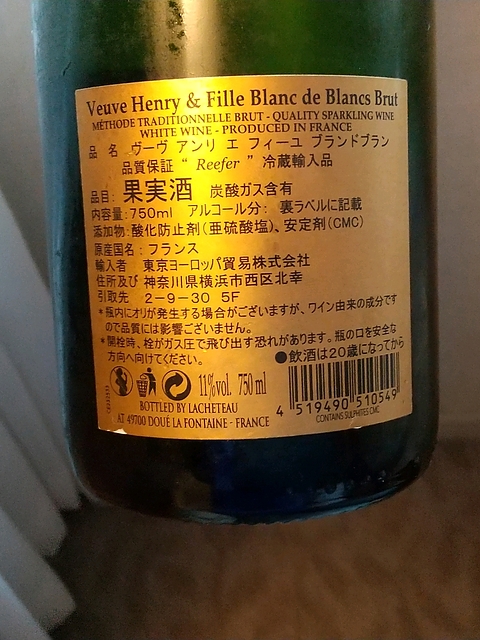 Veuve Henry & Fille Blanc de Blancs Brut
MÉTHODE TRADITIONNELLE BRUT - QUALITY SPARKLING WINE
WHITE WINE - PRODUCED IN FRANCE
品 名 ヴーヴ アンリ エ フィーユ ブランドブラン
品質保証 “ Reefer ” 冷蔵輸入品
品目: 果実酒 炭酸ガス含有
内容量:750ml アルコール分: 裏ラベルに記載
添加物:酸化防止剤(亜硫酸塩)、安定剤(CMC)
原産国名:フランス
輸入者 東京ヨーロッパ貿易株式会社
住所及び 神奈川県横浜市西区北幸
引取先 2-9-30 5F
*瓶内にオリが発生する場合がございますが、ワイン由来の成分です
ので品質には影響ございません。
*開栓時、栓がガス圧で飛び出す恐れがあります。瓶の口を安全な
方向へ向けてください。
●飲酒は20歳になってから
11%vol. 750 ml
BOTTLED BY LACHETEAU
AT 49700 DOUÉ LA FONTAINE - FRANCE
4 519490 510549
CONTAINS SULPHITES CMC